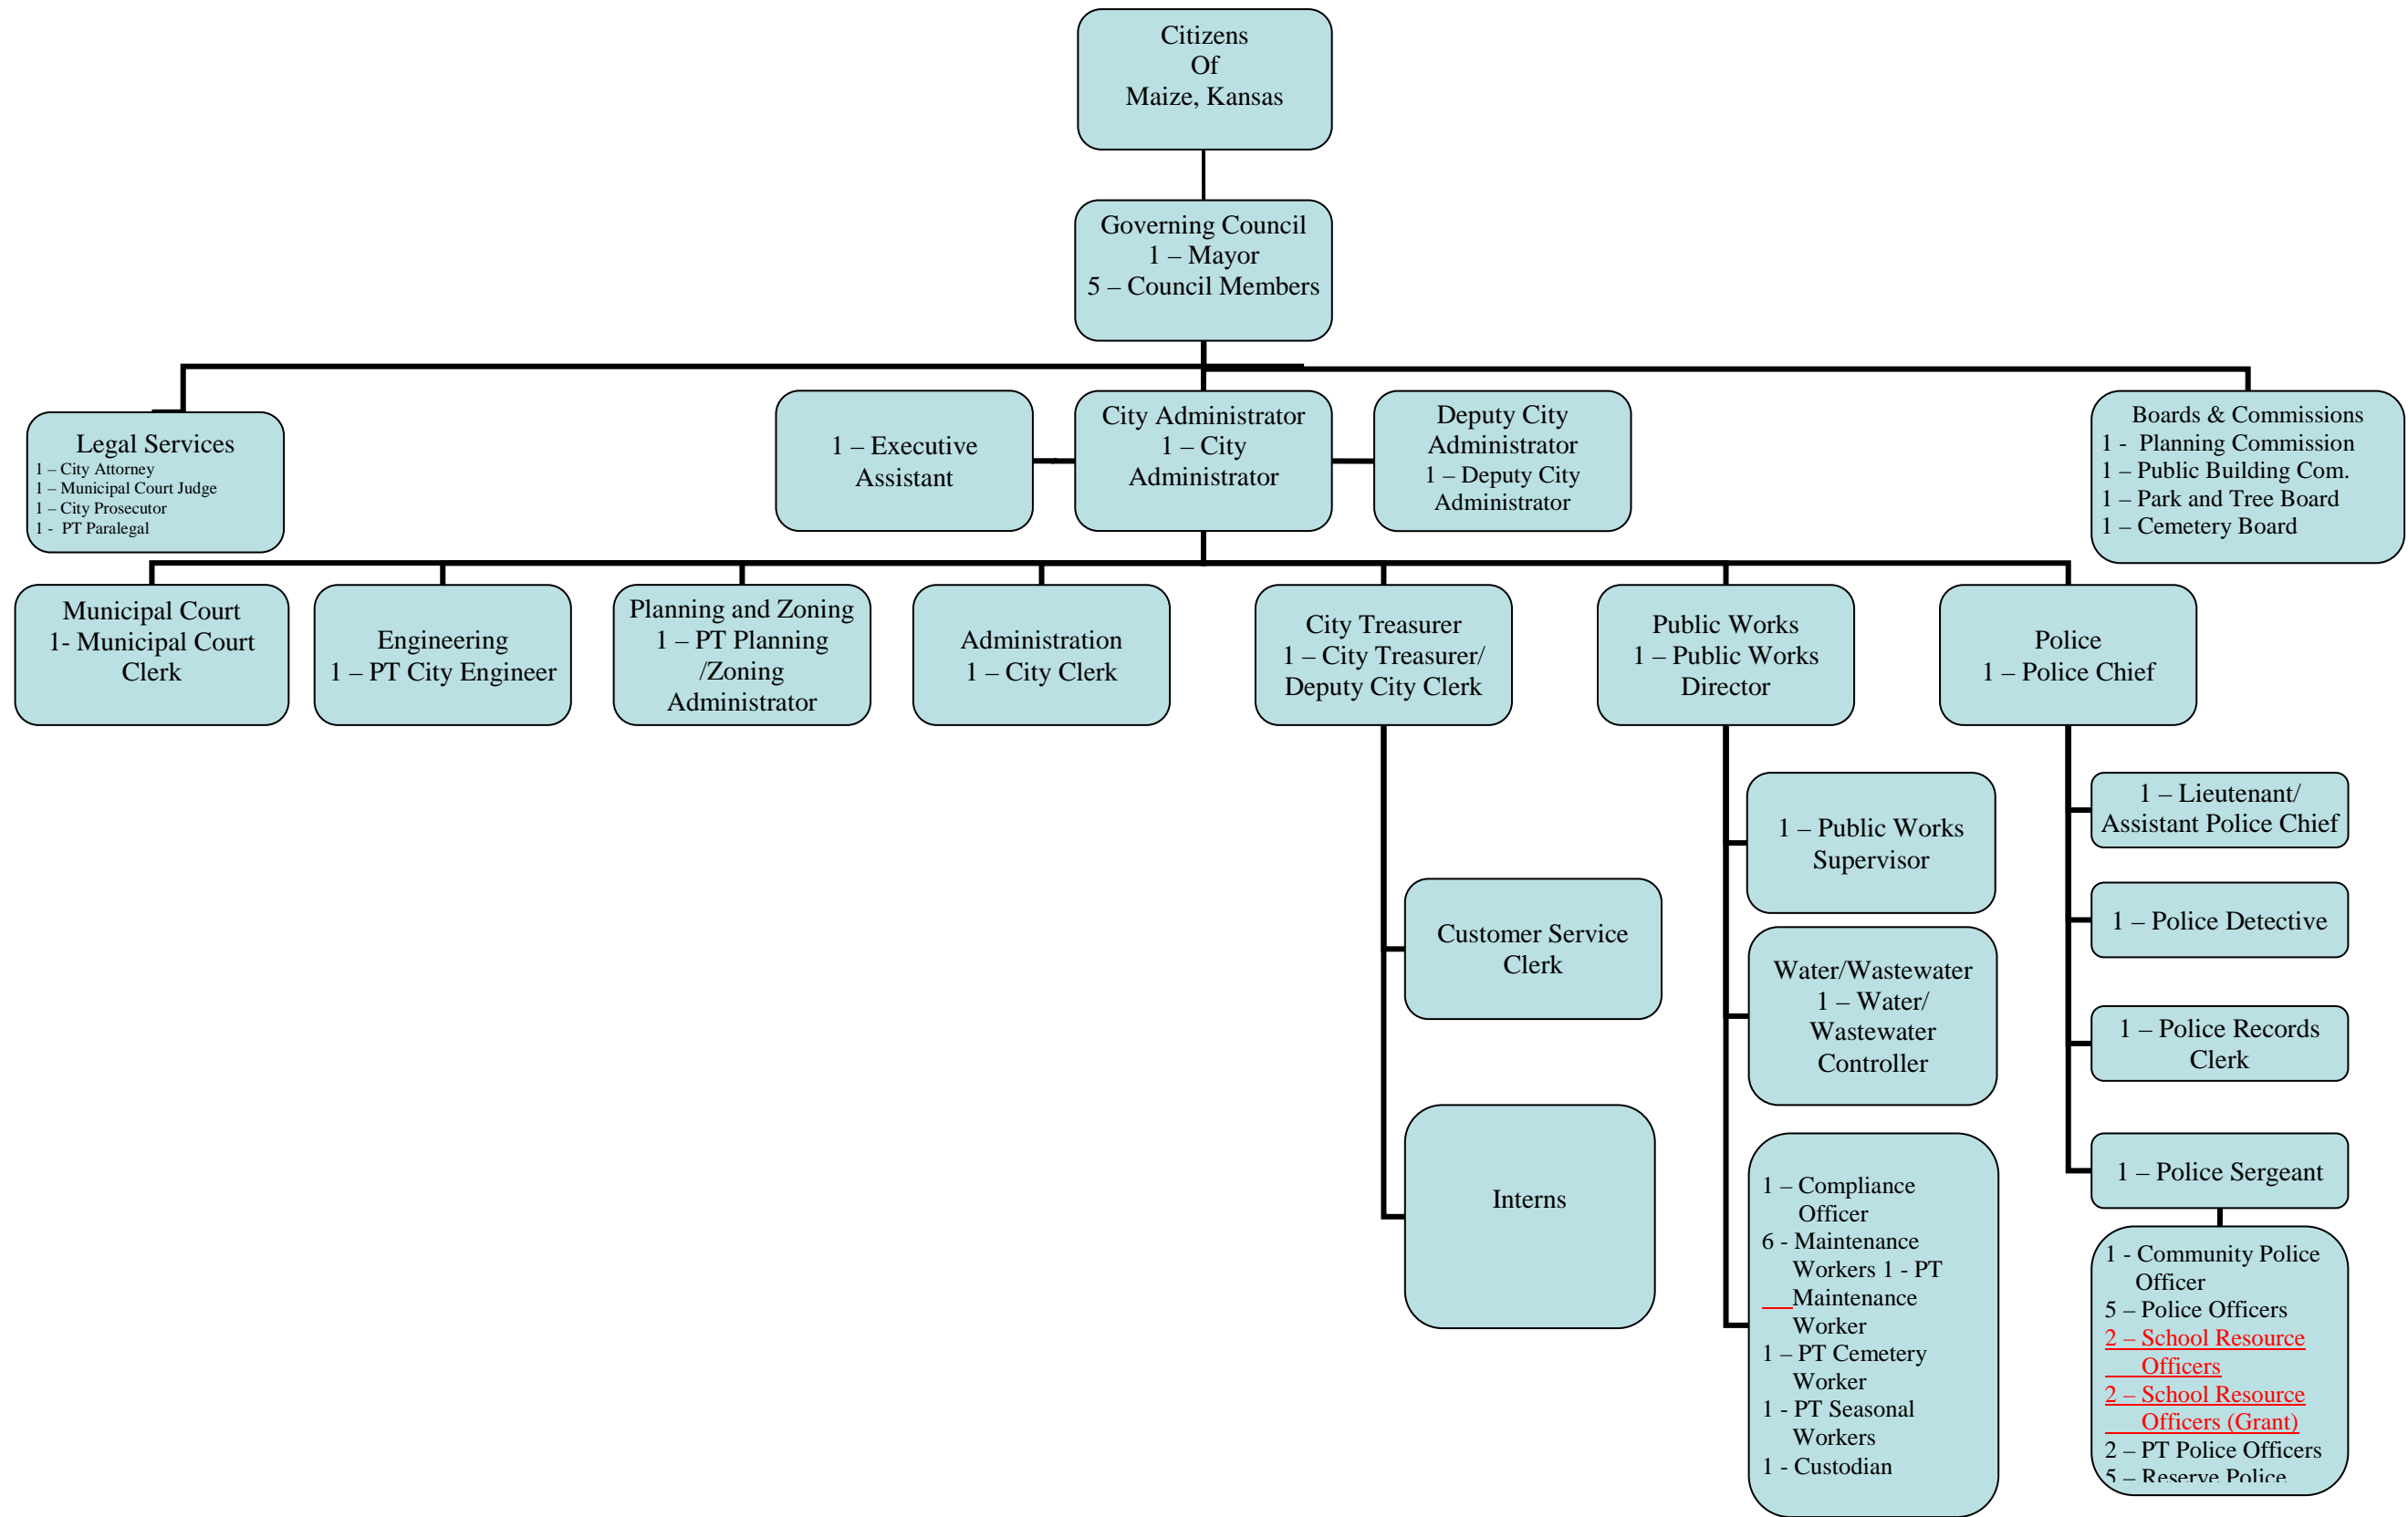 Citizens
Of
Maize, Kansas
Governing Council
1 – Mayor
5 – Council Members
Legal Services
1 – City Attorney
1 – Municipal Court Judge
1 – City Prosecutor
1 - PT Paralegal
1 – Executive
Assistant
City Administrator
1 – City
Administrator
Deputy City
Administrator
1 – Deputy City
Administrator
Boards & Commissions
1 - Planning Commission
1 – Public Building Com.
1 – Park and Tree Board
1 – Cemetery Board
Municipal Court
1- Municipal Court
Clerk
Engineering
1 – PT City Engineer
Planning and Zoning
1 – PT Planning
/Zoning
Administrator
Administration
1 – City Clerk
City Treasurer
1 – City Treasurer/
Deputy City Clerk
Public Works
1 – Public Works
Director
Police
1 – Police Chief
Customer Service
Clerk
Interns
1 – Public Works
Supervisor
Water/Wastewater
1 – Water/
Wastewater
Controller
1 – Compliance
Officer
6 - Maintenance
Workers 1 - PT
Maintenance
Worker
1 – PT Cemetery
Worker
1 - PT Seasonal
Workers
1 - Custodian
1 – Lieutenant/
Assistant Police Chief
1 – Police Detective
1 – Police Records
Clerk
1 – Police Sergeant
1 - Community Police
Officer
5 – Police Officers
2 – School Resource
Officers
2 – School Resource
Officers (Grant)
2 – PT Police Officers
5 – Reserve Police